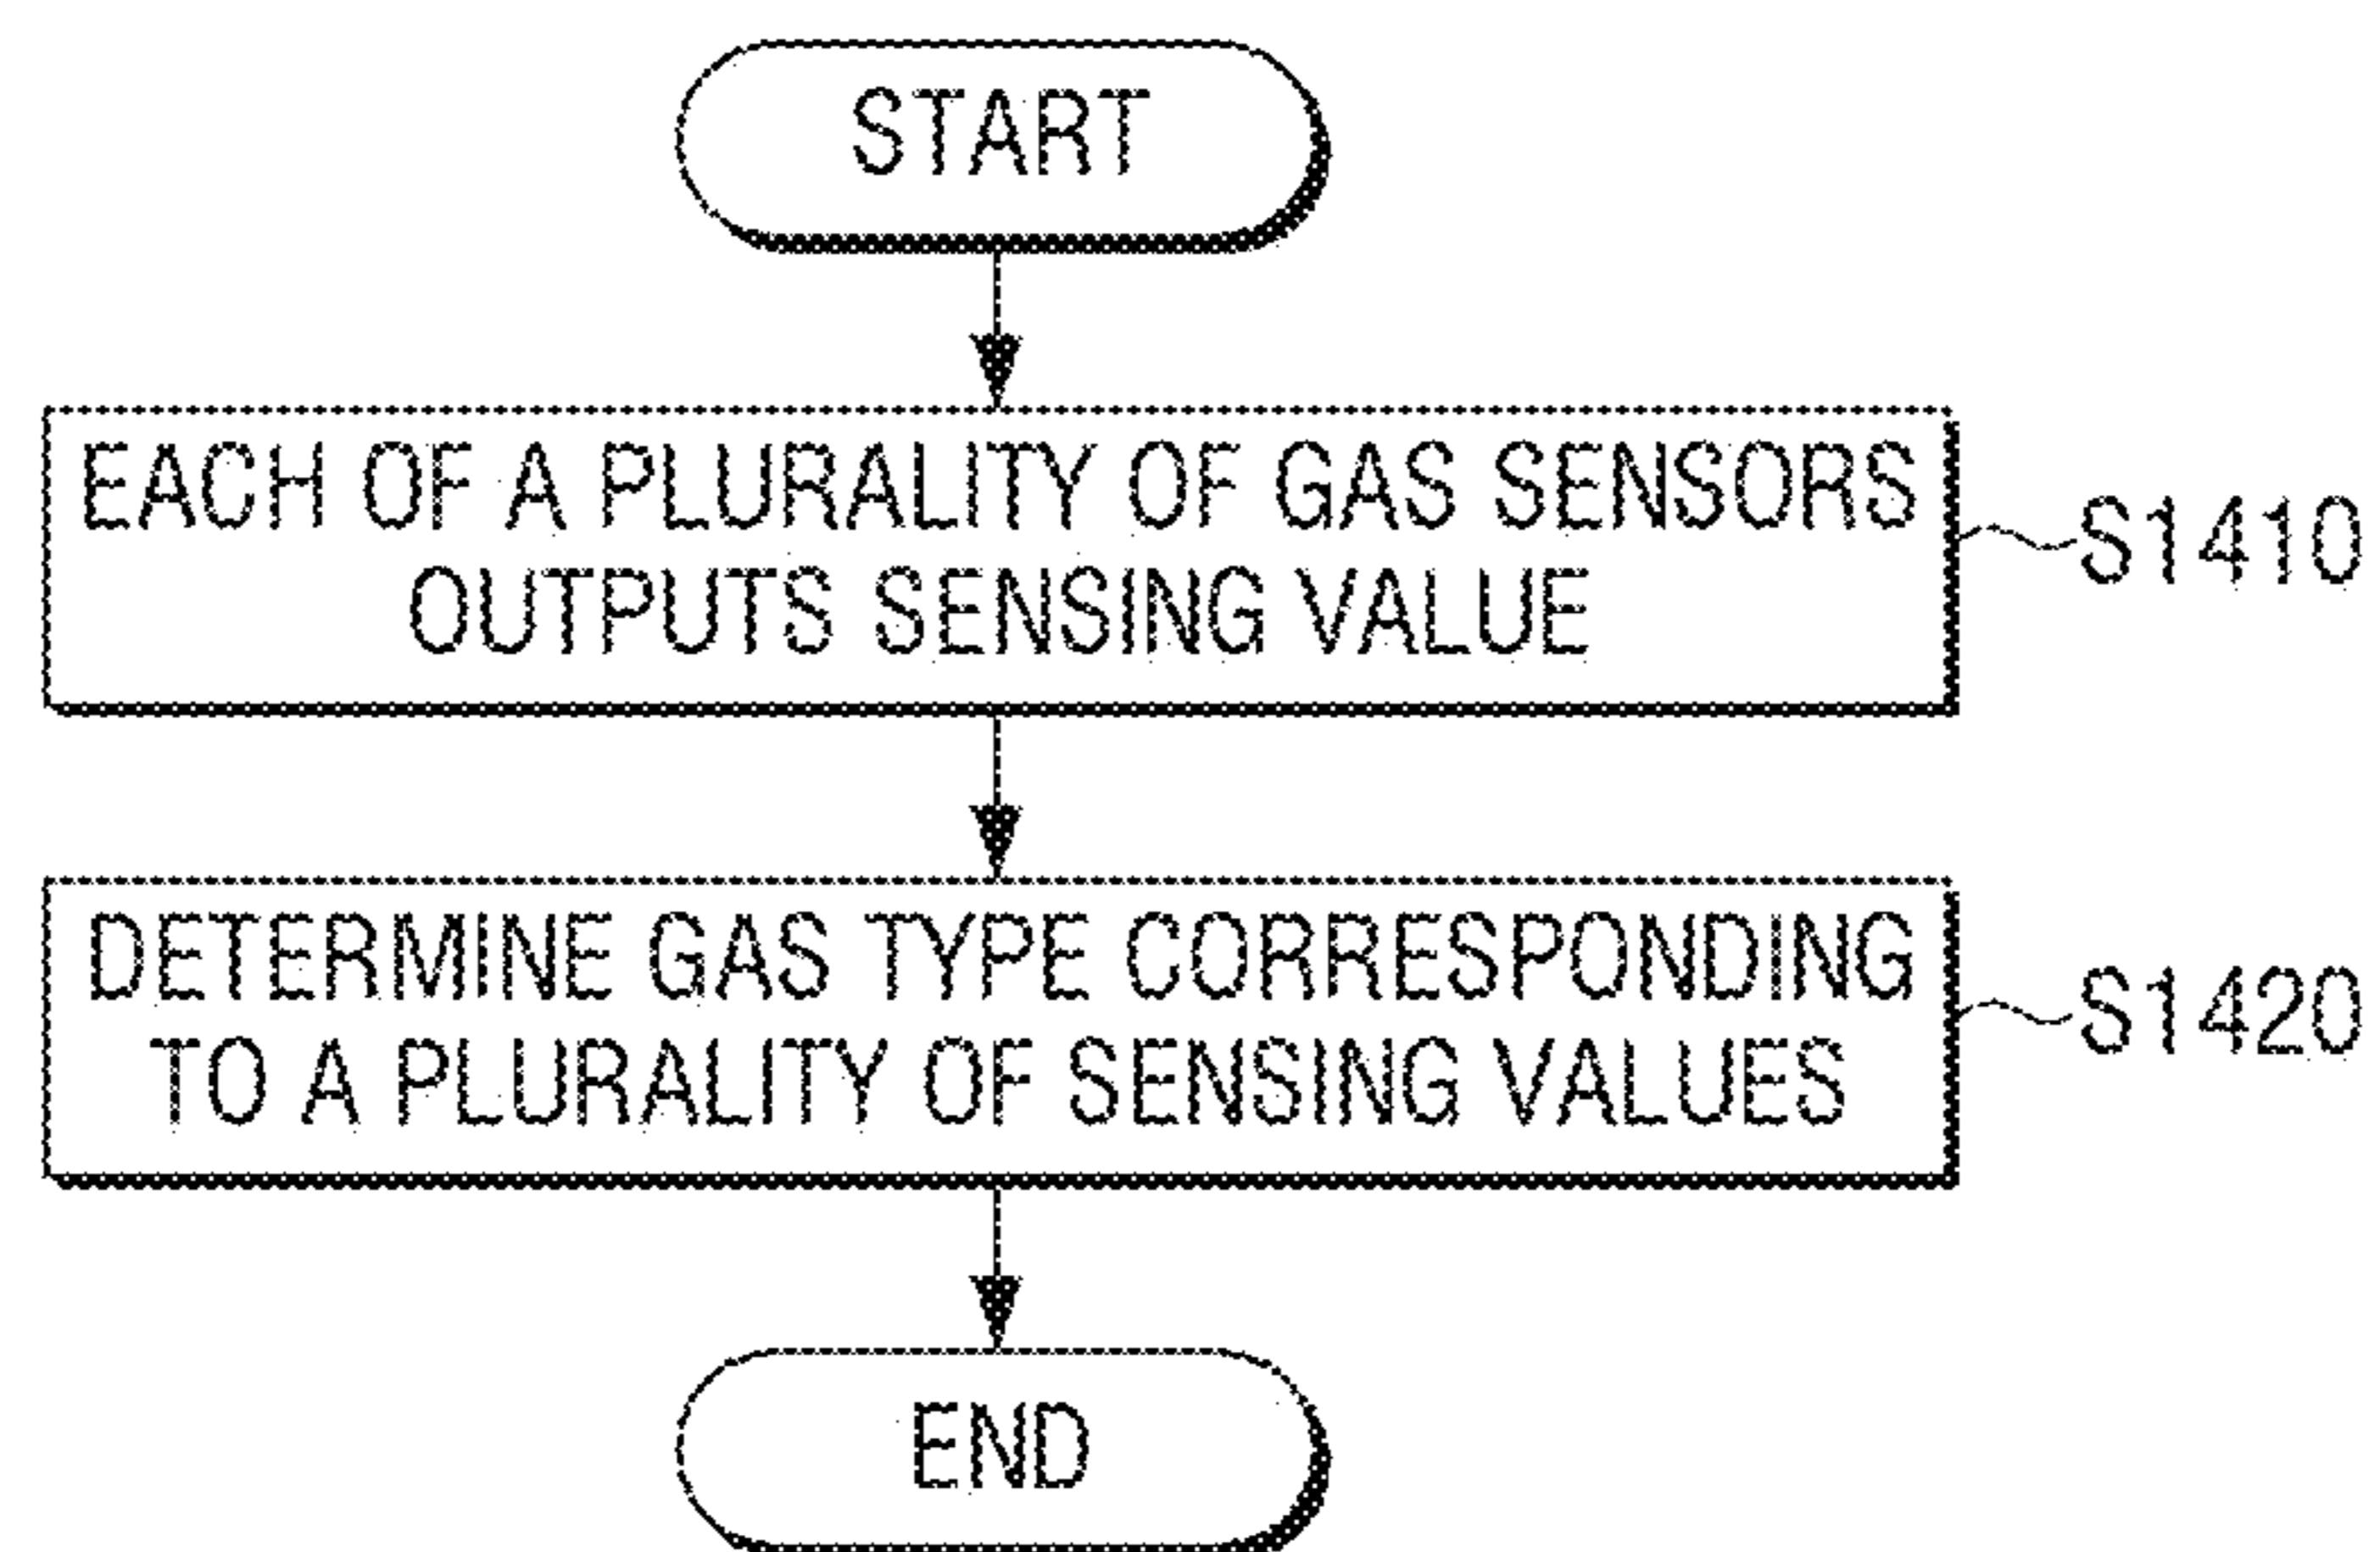 START
EACH OF A PLURALITY OF GAS SENSORS
OUTPUTS SENSING VALUE
S1410
DETERMINE GAS TYPE CORRESPONDING
TO A PLURALITY OF SENSING VALUES
S1420
END